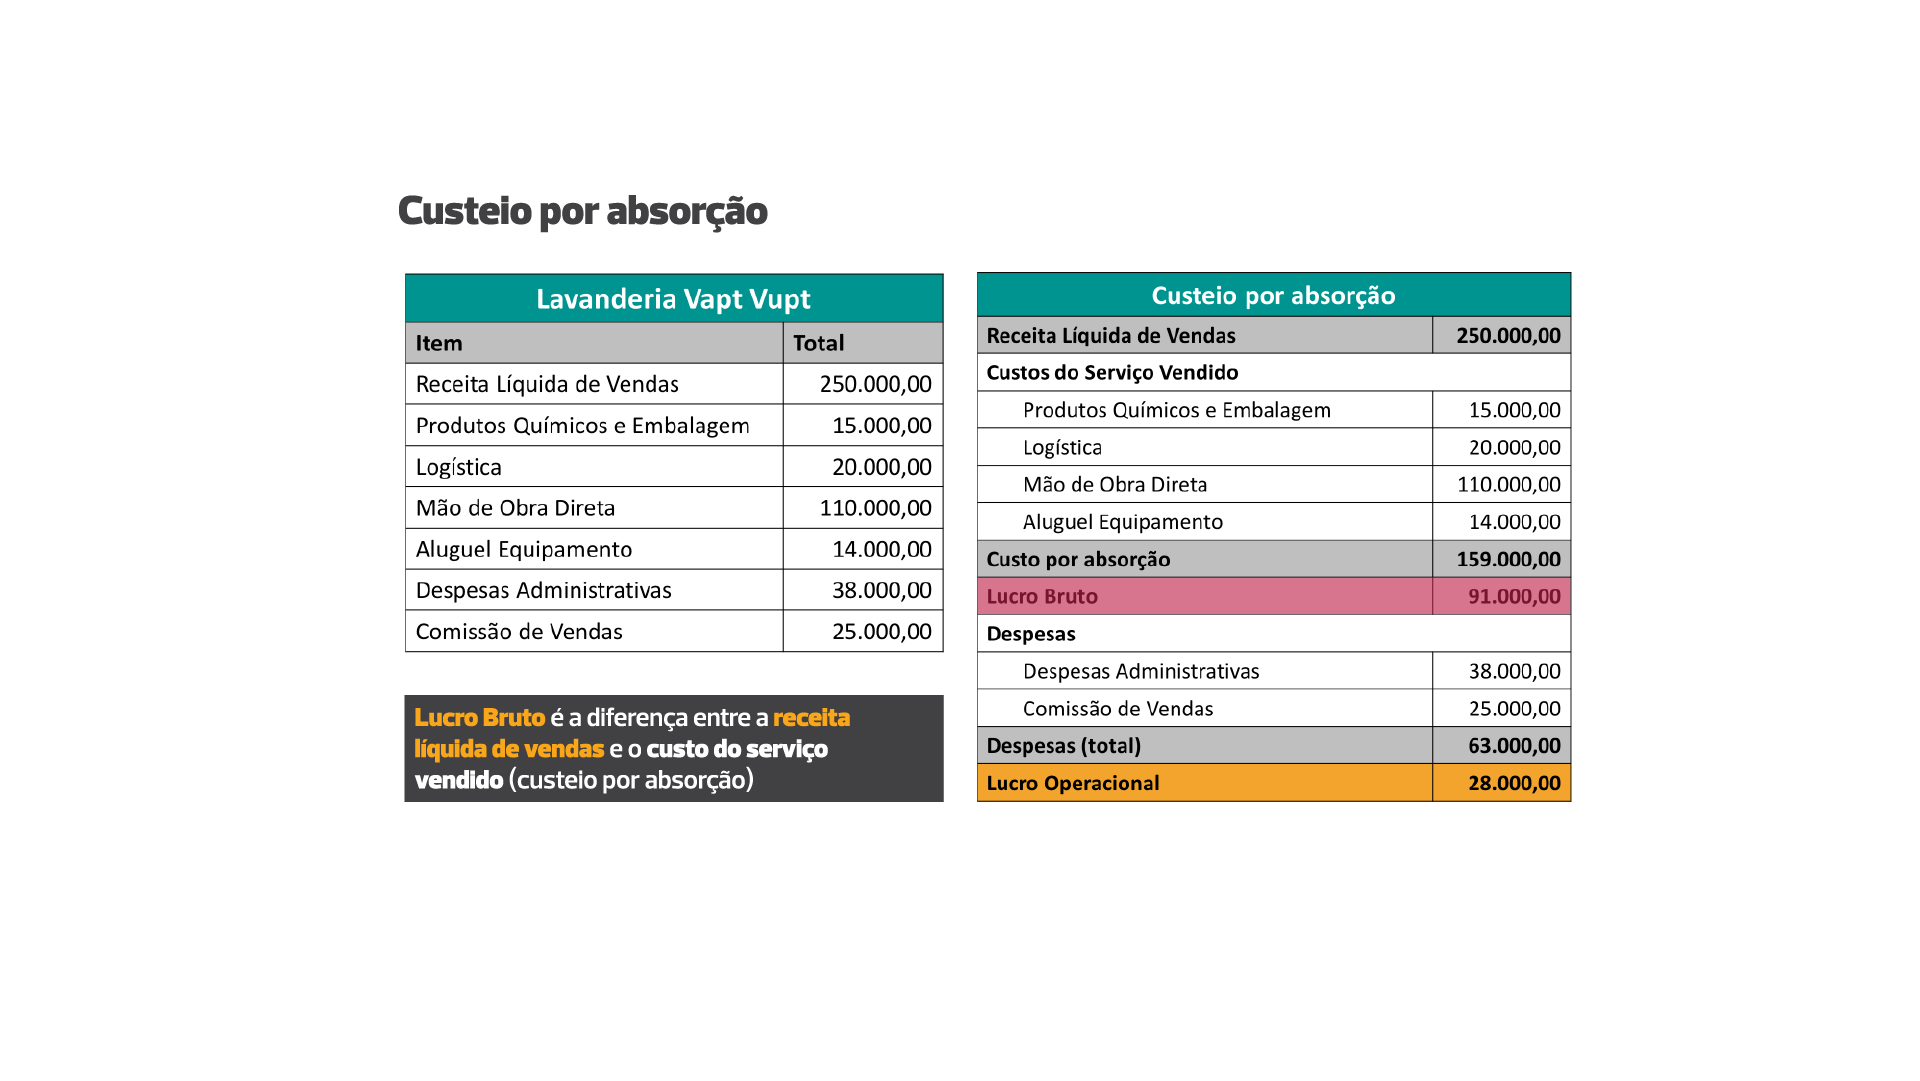 Custeio por absorção
Lavanderia Vapt Vupt
Item Total
Receita Líquida de Vendas 250.000,00
Produtos Químicos e Embalagem 15.000,00
Logística 20.000,00
Mão de Obra Direta 110.000,00
Aluguel Equipamento 14.000,00
Despesas Administrativas 38.000,00
Comissão de Vendas 25.000,00
Lucro Bruto é a diferença entre a receita
líquida de vendas e o custo do serviço
vendido (custeio por absorção)
Custeio por absorção
Receita Líquida de Vendas 250.000,00
Custos do Serviço Vendido
Produtos Químicos e Embalagem 15.000,00
Logística 20.000,00
Mão de Obra Direta 110.000,00
Aluguel Equipamento 14.000,00
Custo por absorção 159.000,00
Lucro Bruto 91.000,00
Despesas
Despesas Administrativas 38.000,00
Comissão de Vendas 25.000,00
Despesas (total) 63.000,00
Lucro Operacional 28.000,00